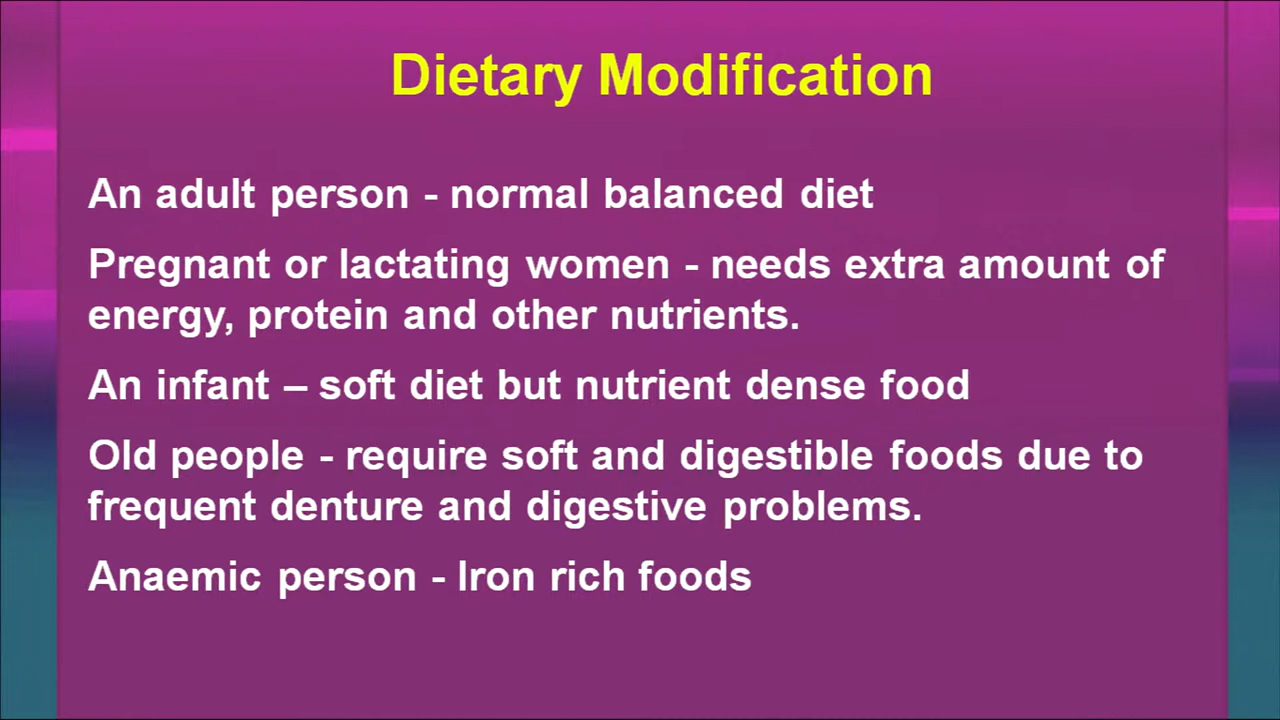 Dietary Modification
An adult person - normal balanced diet
Pregnant or lactating women - needs extra amount of
energy, protein and other nutrients.
An infant – soft diet but nutrient dense food
Old people - require soft and digestible foods due to
frequent denture and digestive problems.
Anaemic person - Iron rich foods